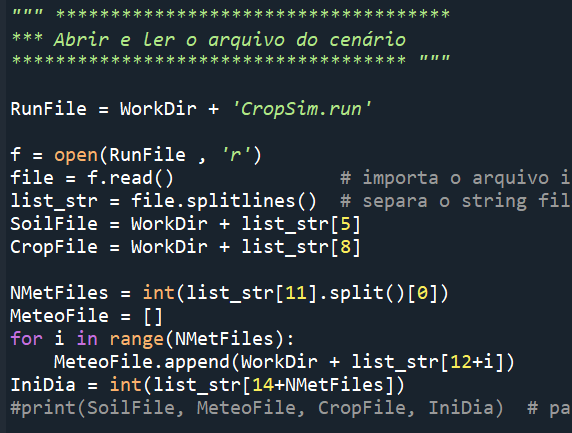 """ ************************************
*** Abrir e ler o arquivo do cenário
************************************ """
RunFile = WorkDir + 'CropSim.run'
f = open(RunFile , 'r')
file = f.read() # importa o arquivo i
list_str = file.splitlines() # separa o string fil
SoilFile = WorkDir + list_str[5]
CropFile = WorkDir + list_str[8]
NMetFiles = int(list_str[11].split()[0])
MeteoFile = []
for i in range(NMetFiles):
MeteoFile.append(WorkDir + list_str[12+i])
IniDia = int(list_str[14+NMetFiles])
#print(SoilFile, MeteoFile, CropFile, IniDia) # pa